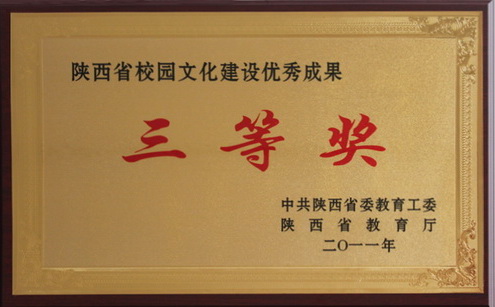 陕西省校园文化建设优秀成果
三等奖
中共陕西省委教育工委
陕西省教育厅
二〇一一年